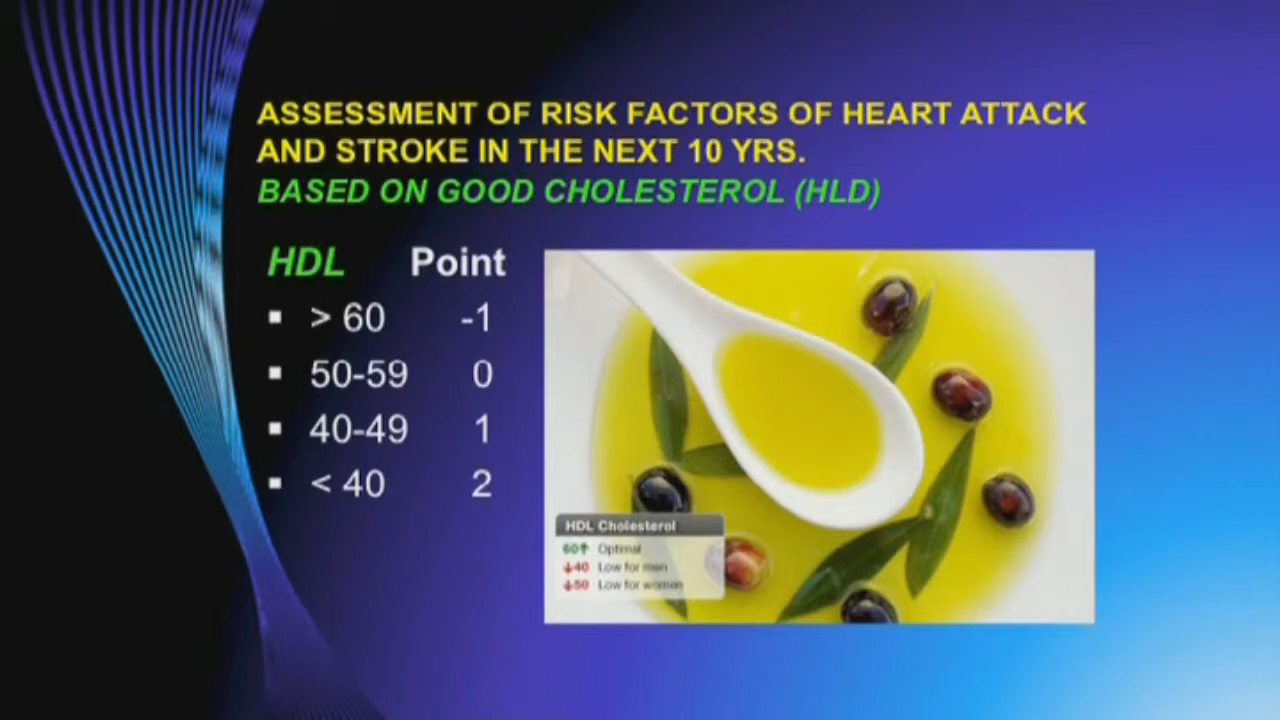 ASSESSMENT OF RISK FACTORS OF HEART ATTACK
AND STROKE IN THE NEXT 10 YRS.
BASED ON GOOD CHOLESTEROL (HLD)
HDL Point
▪ > 60 -1
▪ 50-59 0
▪ 40-49 1
▪ < 40 2
HDL Cholesterol
60↑ Optimal
↓40 Low for men
↓50 Low for women